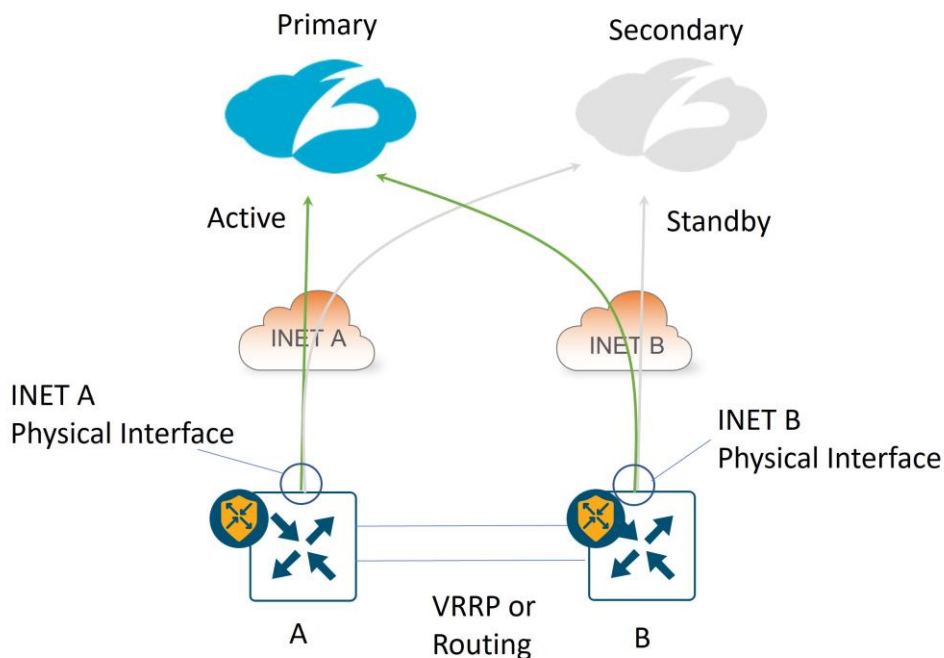 Primary
Secondary
Active
Standby
INET A
INET B
INET A
Physical Interface
INET B
Physical Interface
VRRP or
Routing
A
B